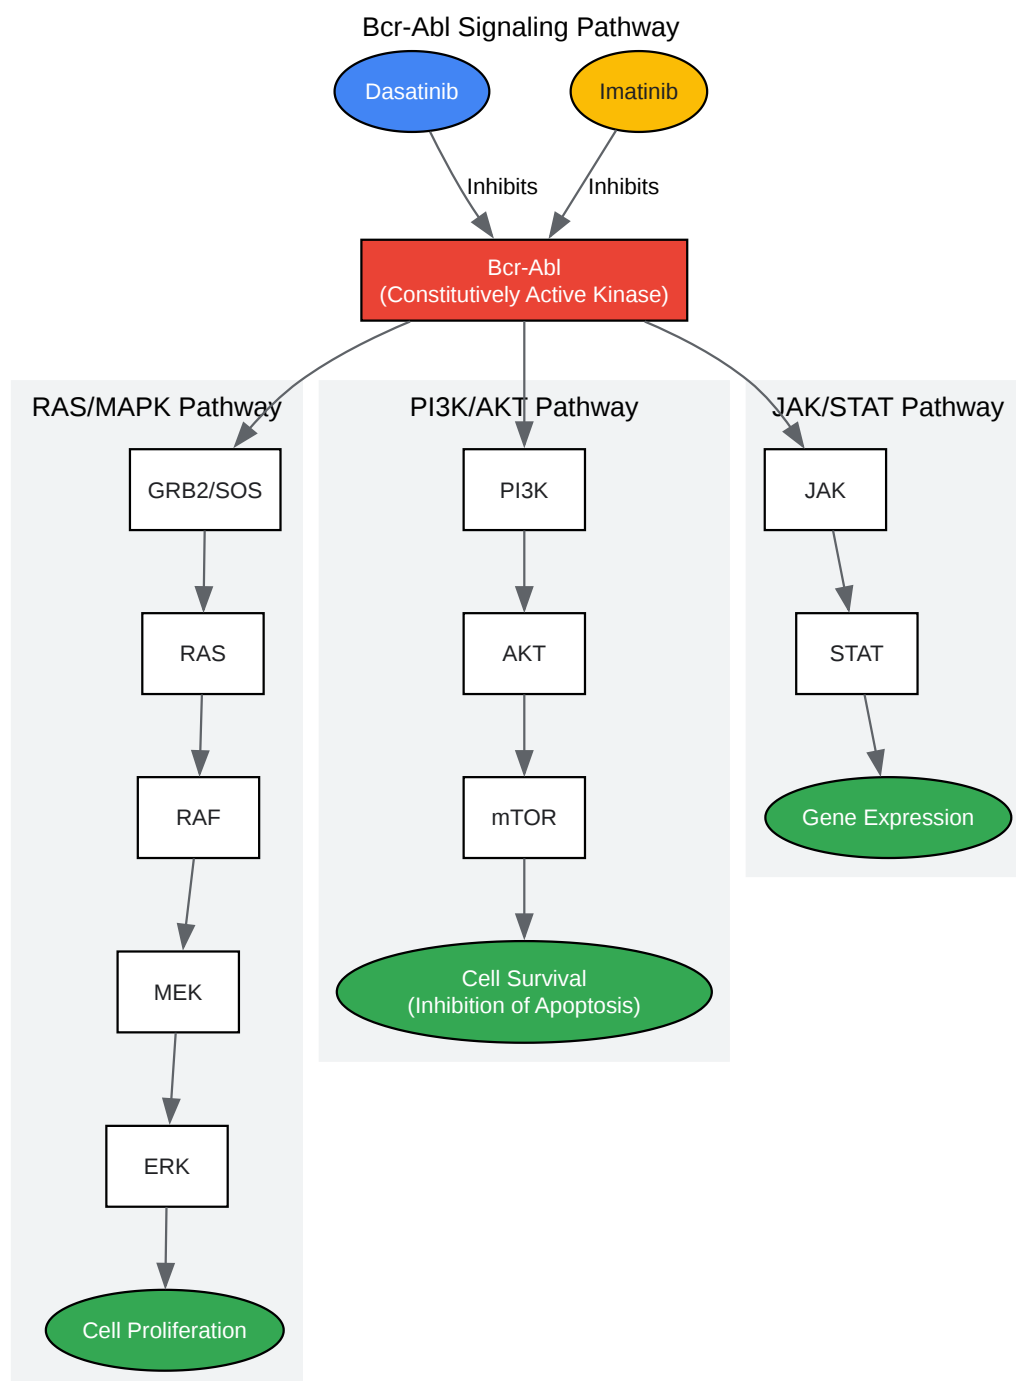 Bcr-Abl Signaling Pathway
Dasatinib
Imatinib
Inhibits
Inhibits
Bcr-Abl
(Constitutively Active Kinase)
RAS/MAPK Pathway
GRB2/SOS
RAS
RAF
MEK
ERK
Cell Proliferation
PI3K/AKT Pathway
PI3K
AKT
mTOR
Cell Survival
(Inhibition of Apoptosis)
JAK/STAT Pathway
JAK
STAT
Gene Expression